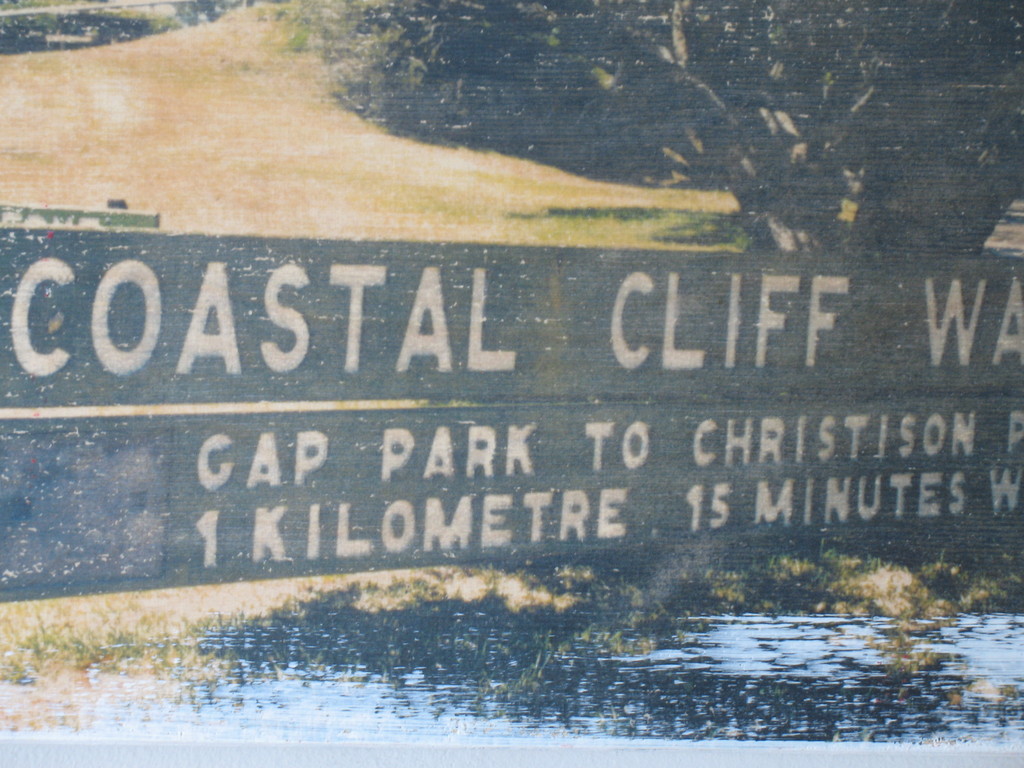 COASTAL CLIFF WA
GAP PARK TO CHRISTISON P
1 KILOMETRE 15 MINUTES W